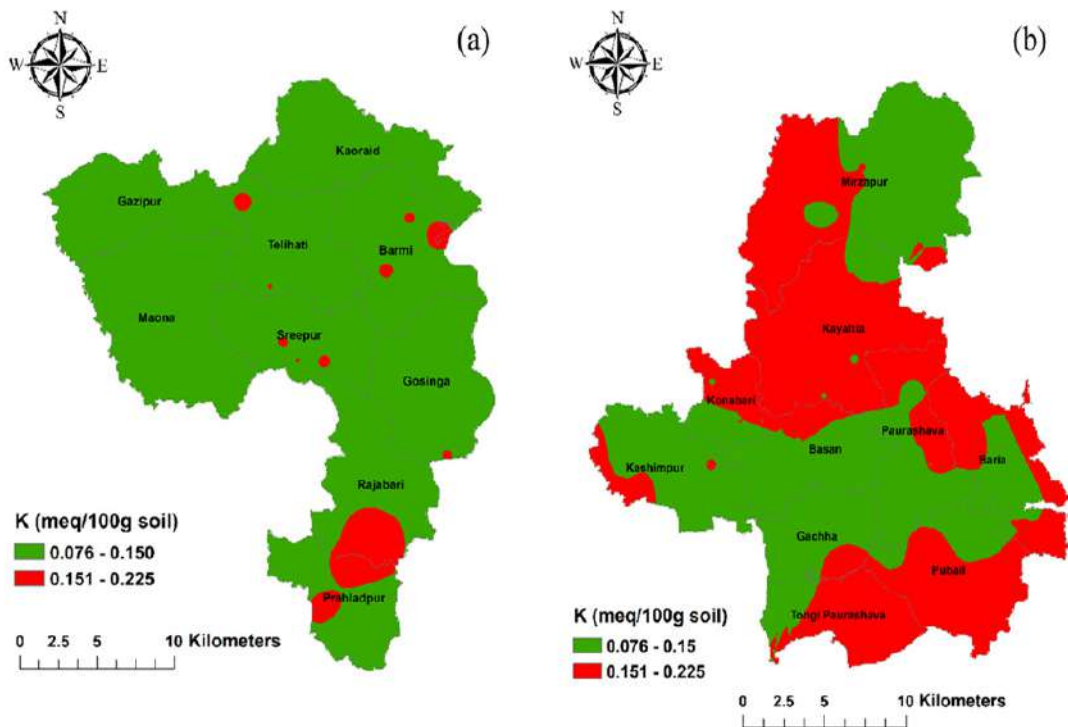 (a)
N
W E
S
Kaoraid
Gazipur
Telihati
Barmi
Maona
Sreepur
Gosinga
Rajabari
Prahladpur
K (meq/100g soil)
0.076 - 0.150
0.151 - 0.225
0 2.5 5 10 Kilometers
(b)
N
W E
S
Mirzapur
Kayaltia
Konabari
Paurashava
Basan
Baria
Kashimpur
Gachha
Pubail
Tongi Paurashava
K (meq/100g soil)
0.076 - 0.15
0.151 - 0.225
0 2.5 5 10 Kilometers